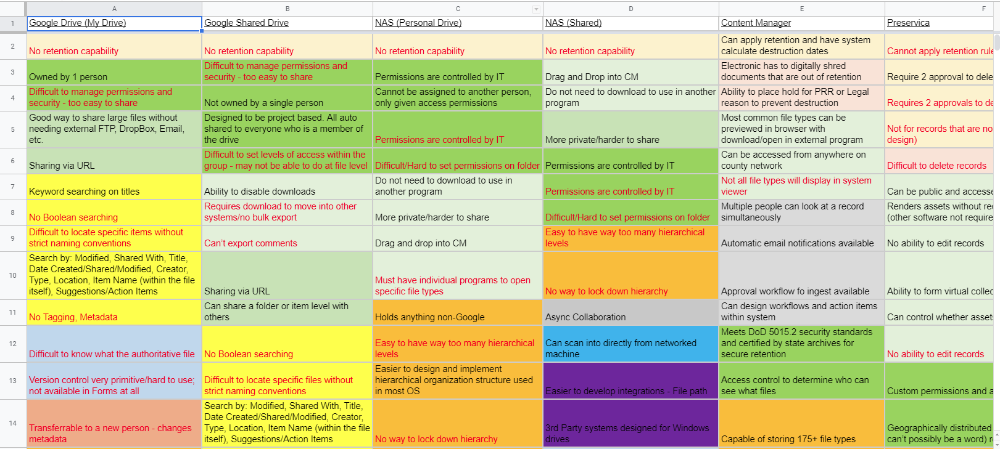 A B C D E F
1 Google Drive (My Drive) Google Shared Drive NAS (Personal Drive) NAS (Shared) Content Manager Preservica
2 No retention capability No retention capability No retention capability No retention capability Can apply retention and have system
calculate destruction dates Cannot apply retention rule
3 Owned by 1 person Difficult to manage permissions and
security - too easy to share Permissions are controlled by IT Drag and Drop into CM Electronic has to digitally shred
documents that are out of retention Require 2 approval to dele
4 Difficult to manage permissions and
security - too easy to share Not owned by a single person Cannot be assigned to another person,
only given access permissions Do not need to download to use in another
program Ability to place hold for PRR or Legal
reason to prevent destruction Requires 2 approvals to de
5 Good way to share large files without
needing external FTP, DropBox, Email,
etc. Designed to be project based. All auto
shared to everyone who is a member of
the drive Permissions are controlled by IT More private/harder to share Most common file types can be
previewed in browser with
download/open in external program Not for records that are no
design)
6 Sharing via URL Difficult to set levels of access within the
group - may not be able to do at file level Difficult/Hard to set permissions on folder Permissions are controlled by IT Can be accessed from anywhere on
county network Difficult to delete records
7 Keyword searching on titles Ability to disable downloads Do not need to download to use in
another program Permissions are controlled by IT Not all file types will display in system
viewer Can be public and accesse
8 No Boolean searching Requires download to move into other
systems/no bulk export More private/harder to share Difficult/Hard to set permissions on folder Multiple people can look at a record
simultaneously Renders assets without rec
(other software not require
9 Difficult to locate specific items without
strict naming conventions Can't export comments Drag and drop into CM Easy to have way too many hierarchical
levels Automatic email notifications available No ability to edit records
10 Search by: Modified, Shared With, Title,
Date Created/Shared/Modified, Creator,
Type, Location, Item Name (within the file
itself), Suggestions/Action Items Sharing via URL Must have individual programs to open
specific file types No way to lock down hierarchy Approval workflow fo ingest available Ability to form virtual collec
11 No Tagging, Metadata Can share a folder or item level with
others Holds anything non-Google Async Collaboration Can design workflows and action items
within system Can control whether asset
12 Difficult to know what the authoritative file No Boolean searching Easy to have way too many hierarchical
levels Can scan into directly from networked
machine Meets DoD 5015.2 security standards
and certified by state archives for
secure retention No ability to edit records
13 Version control very primitive/hard to use;
not available in Forms at all Difficult to locate specific files without
strict naming conventions Easier to design and implement
hierarchical organization structure used
in most OS Easier to develop integrations - File path Access control to determine who can
see what files Custom permissions and a
14 Transferrable to a new person - changes
metadata Search by: Modified, Shared With, Title,
Date Created/Shared/Modified, Creator,
Type, Location, Item Name (within the file
itself), Suggestions/Action Items No way to lock down hierarchy 3rd Party systems designed for Windows
drives Capable of storing 175+ file types Geographically distributed
can't possibly be a word) r